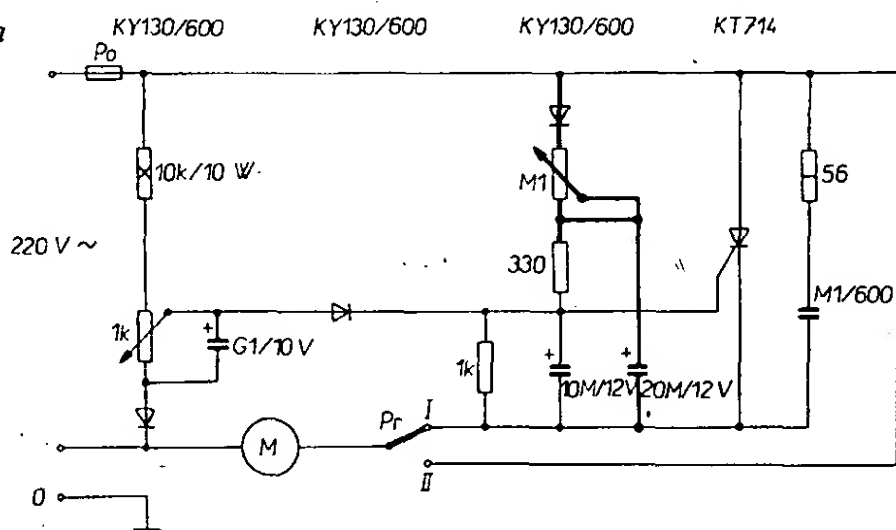 a
KY130/600 KY130/600 KY130/600 KT714
Po
10k/10 W
M1
56
220 V ~
330
M1/600
1k
+
G1/10 V
1k
+ +
10M/12V 20M/12 V
Pr I
M
II
0